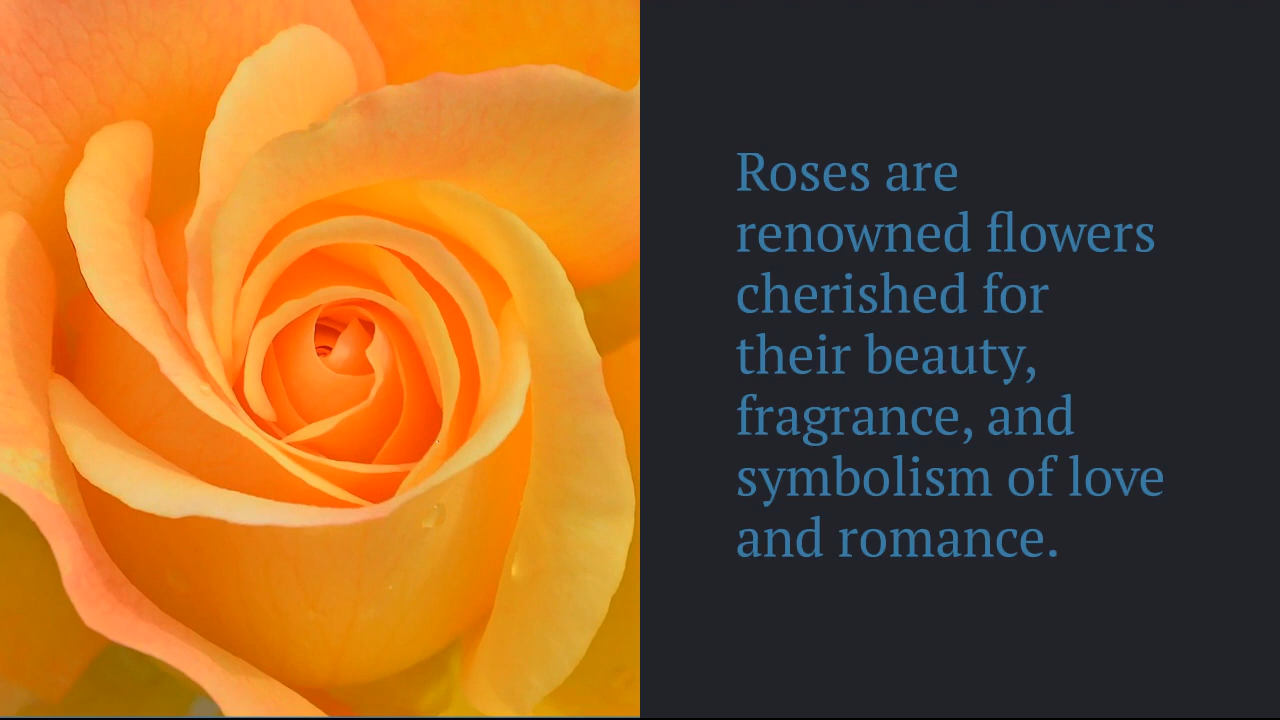 Roses are
renowned flowers
cherished for
their beauty,
fragrance, and
symbolism of love
and romance.